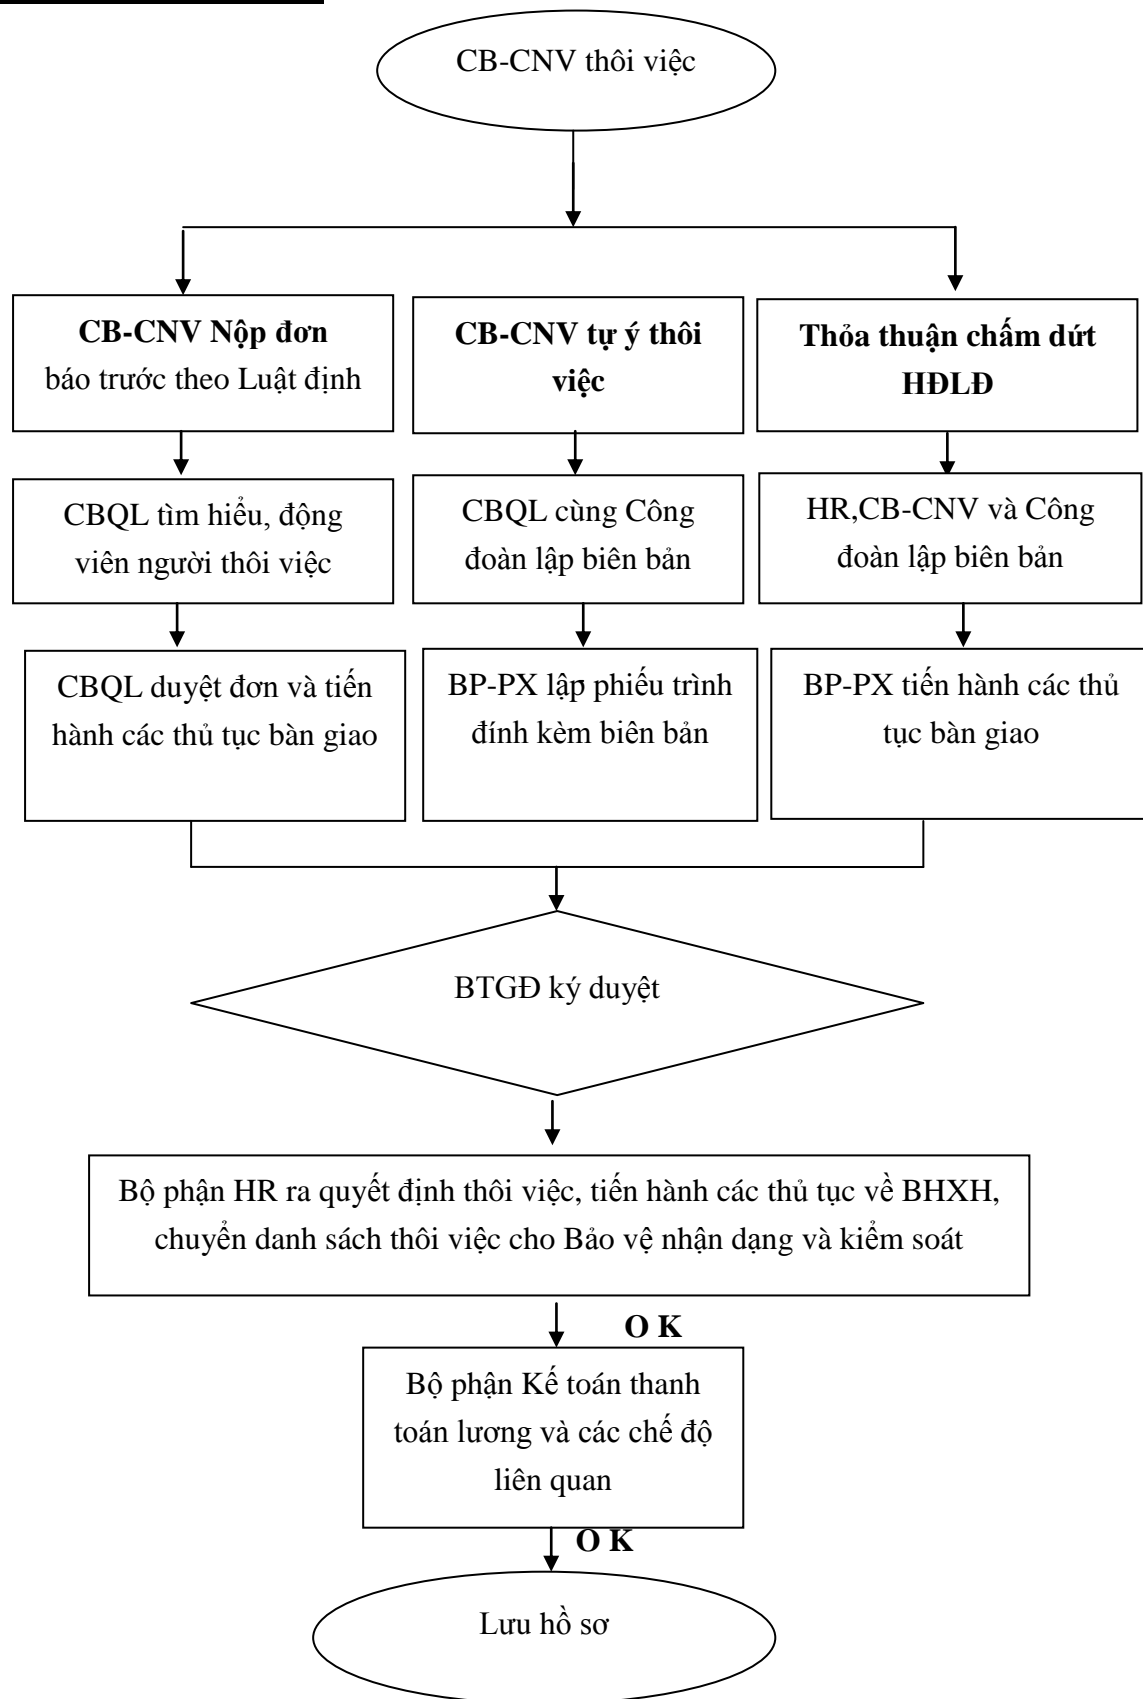 CB-CNV thôi việc
CB-CNV Nộp đơn
báo trước theo Luật định
CB-CNV tự ý thôi
việc
Thỏa thuận chấm dứt
HĐLĐ
CBQL tìm hiểu, động
viên người thôi việc
CBQL cùng Công
đoàn lập biên bản
HR,CB-CNV và Công
đoàn lập biên bản
CBQL duyệt đơn và tiến
hành các thủ tục bàn giao
BP-PX lập phiếu trình
đính kèm biên bản
BP-PX tiến hành các thủ
tục bàn giao
BTGĐ ký duyệt
Bộ phận HR ra quyết định thôi việc, tiến hành các thủ tục về BHXH,
chuyển danh sách thôi việc cho Bảo vệ nhận dạng và kiểm soát
O K
Bộ phận Kế toán thanh
toán lương và các chế độ
liên quan
O K
Lưu hồ sơ